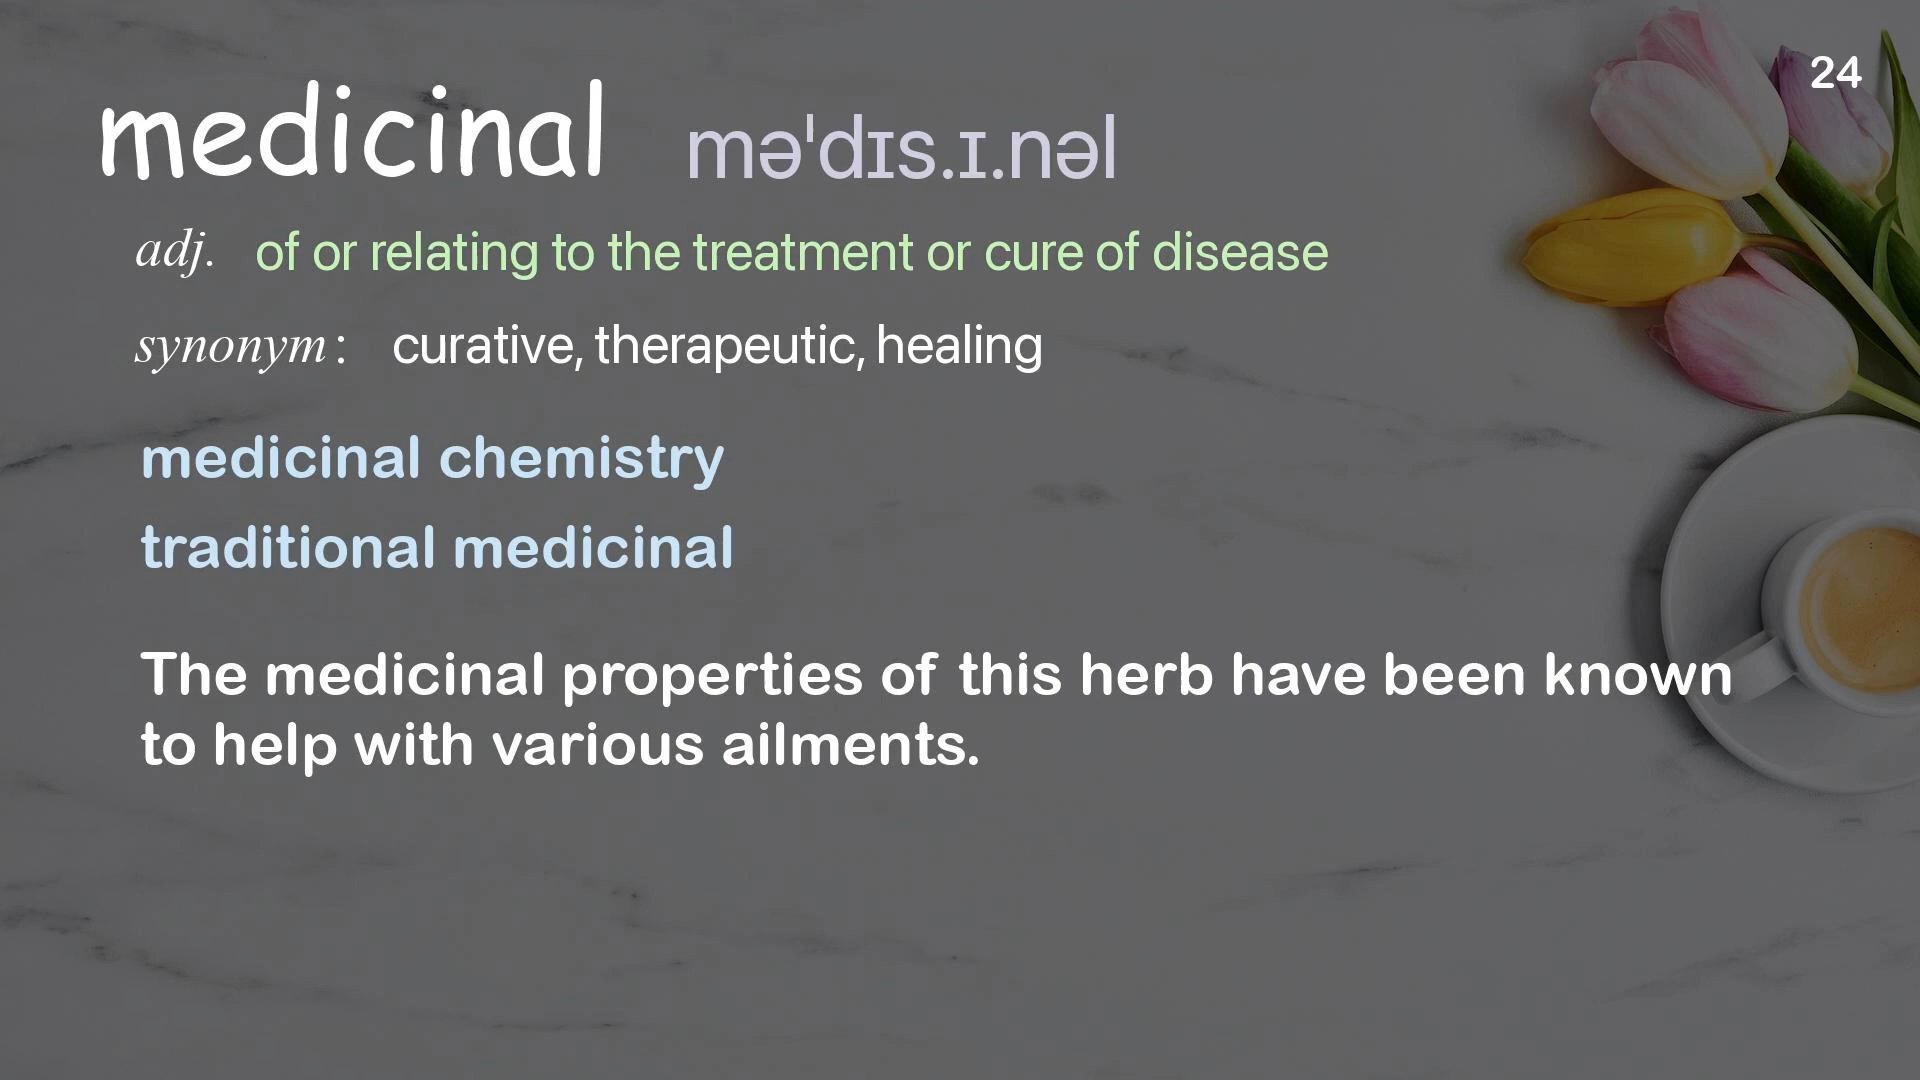 24
medicinal məˈdɪs.ɪ.nəl
adj. of or relating to the treatment or cure of disease
synonym : curative, therapeutic, healing
medicinal chemistry
traditional medicinal
The medicinal properties of this herb have been known
to help with various ailments.